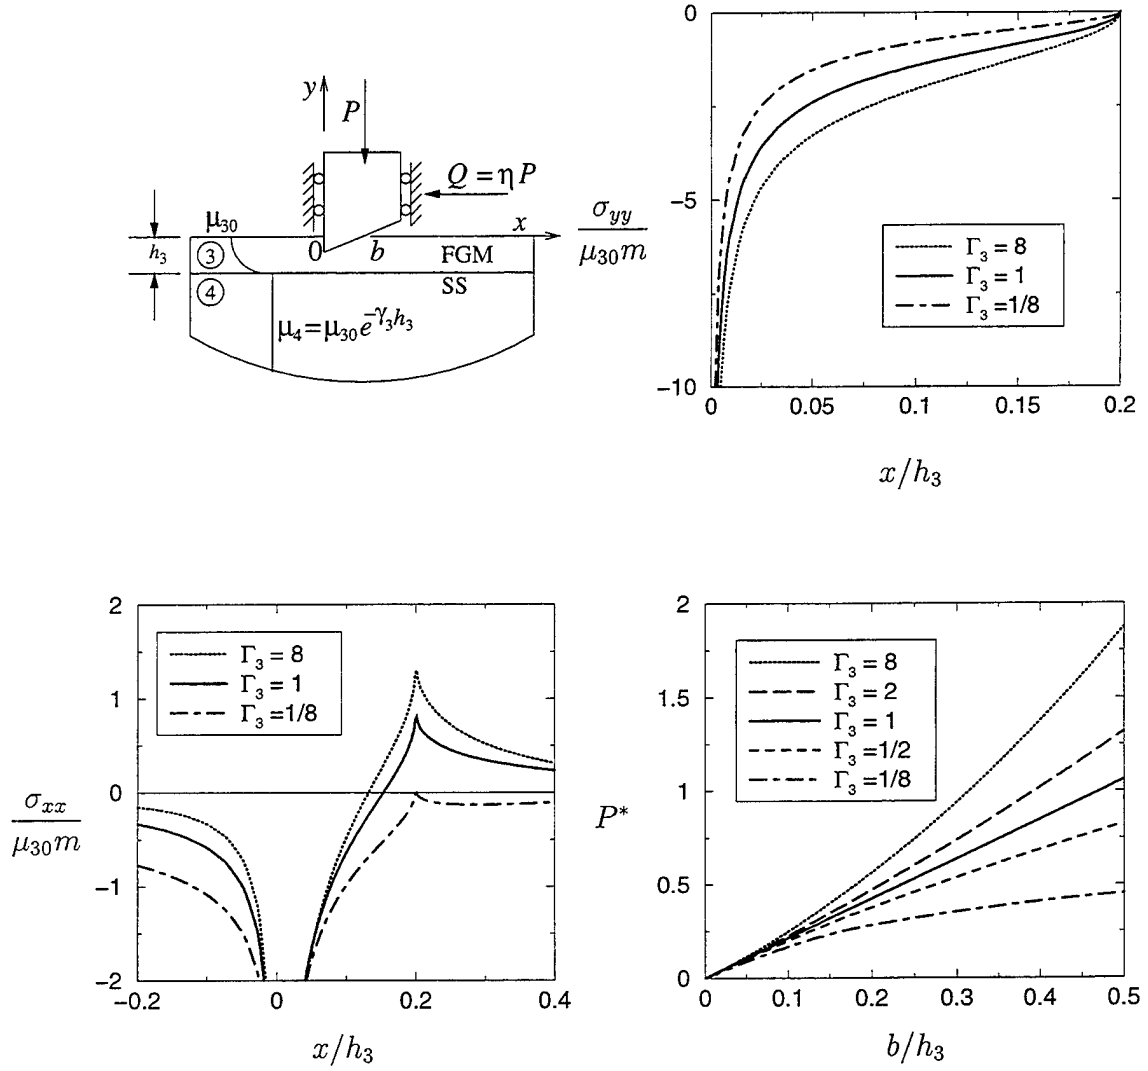 y
P
Q = η P
μ₃₀
x
h₃
③
0
b
FGM
④
SS
μ₄=μ₃₀e^{-γ₃h₃}
σ_{yy}
μ₃₀m
0
−5
−10
Γ₃ = 8
Γ₃ = 1
Γ₃ =1/8
0
0.05
0.1
0.15
0.2
x/h₃
σ_{xx}
μ₃₀m
2
1
0
−1
−2
Γ₃ = 8
Γ₃ = 1
Γ₃ =1/8
−0.2
0
0.2
0.4
x/h₃
P*
2
1.5
1
0.5
0
Γ₃ = 8
Γ₃ = 2
Γ₃ = 1
Γ₃ =1/2
Γ₃ =1/8
0
0.1
0.2
0.3
0.4
0.5
b/h₃